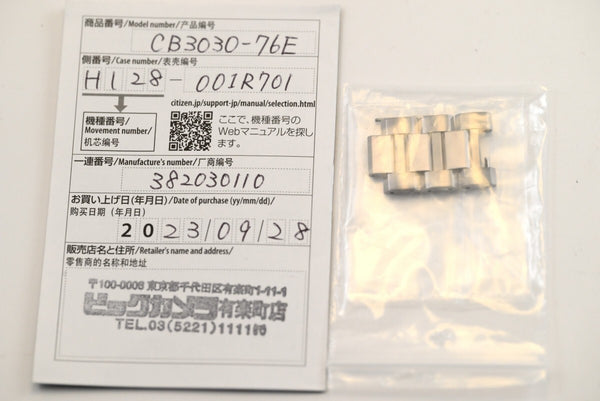 商品番号/Model number/产品编号
CB3030-76E
側番号/Case number/表壳编号
H128-001R701
citizen.jp/support-jp/manual/selection.html
機種番号/
Movement number/
机芯编号
ここで、機種番号の
Webマニュアルを探し
ます。
一連番号/Manufacture's number/厂商编号
382030110
お買い上げ日(年月日)/Date of purchase (yy/mm/dd)/
购买日期 (年月日)
2023/09/28
販売店名と住所/Retailer's name and address/
零售商的名称和地址
〒100-0006 東京都千代田区有楽町1-11-1
ビックカメラ有楽町店
TEL.03(5221)1111㈹